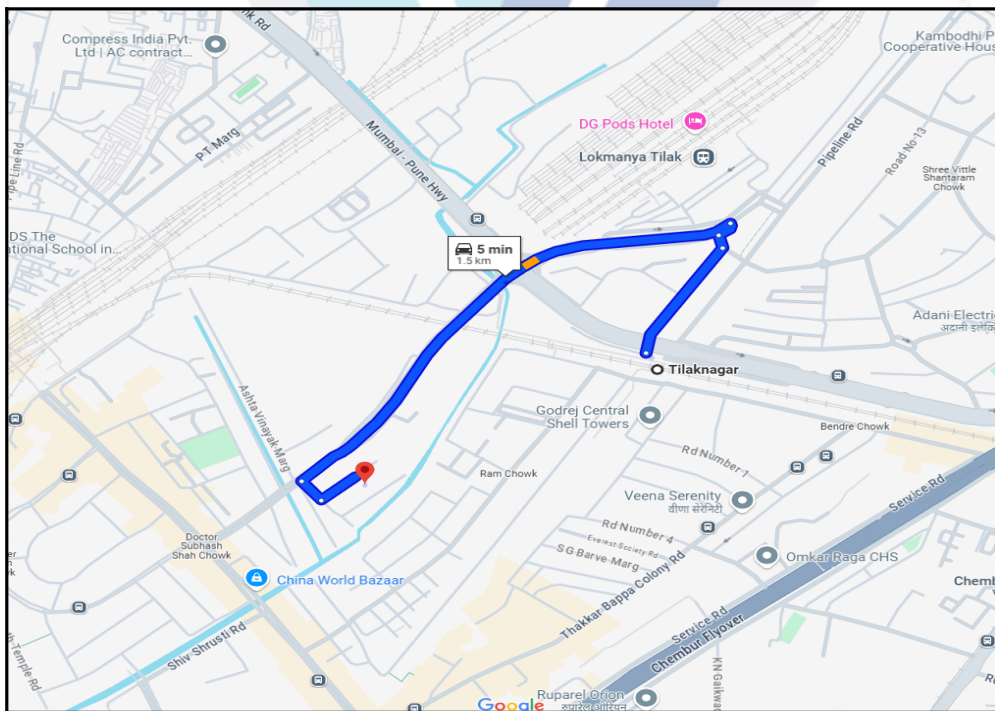 Compress India Pvt.
Ltd | AC contract...
Kambodhi P
Cooperative Hous
PT Marg
DG Pods Hotel
Lokmanya Tilak
Mumbai - Pune Hwy
Pipeline Rd
Road No-13
Shree Vittle
Shantaram
Chowk
DS The
ational School in...
5 min
1.5 km
Adani Electric
अदानी इलेक्
Tilaknagar
Godrej Central
Shell Towers
Bendre Chowk
Ashta Vinayak Marg
Ram Chowk
Rd Number 1
Service Rd
Veena Serenity
वीणा सेरेनिटी
Rd Number 4
Everest Society Rd
SG Barve Marg
Omkar Raga CHS
Doctor
Subhash
Shah Chowk
China World Bazaar
Thakkar Bappa Colony Rd
Service Rd
Chembur Flyover
Chemb
Shiv Shrusti Rd
Temple Rd
KN Gaikwa
Ruparel Orion
रुपारेल ओरियन
Google